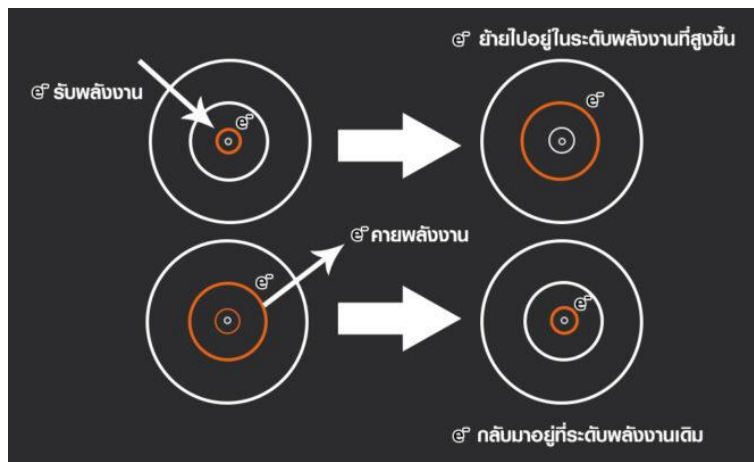 e⁻ ย้ายไปอยู่ในระดับพลังงานที่สูงขึ้น
e⁻ รับพลังงาน
e⁻
e⁻
e⁻ คายพลังงาน
e⁻
e⁻
e⁻ กลับมาอยู่ที่ระดับพลังงานเดิม